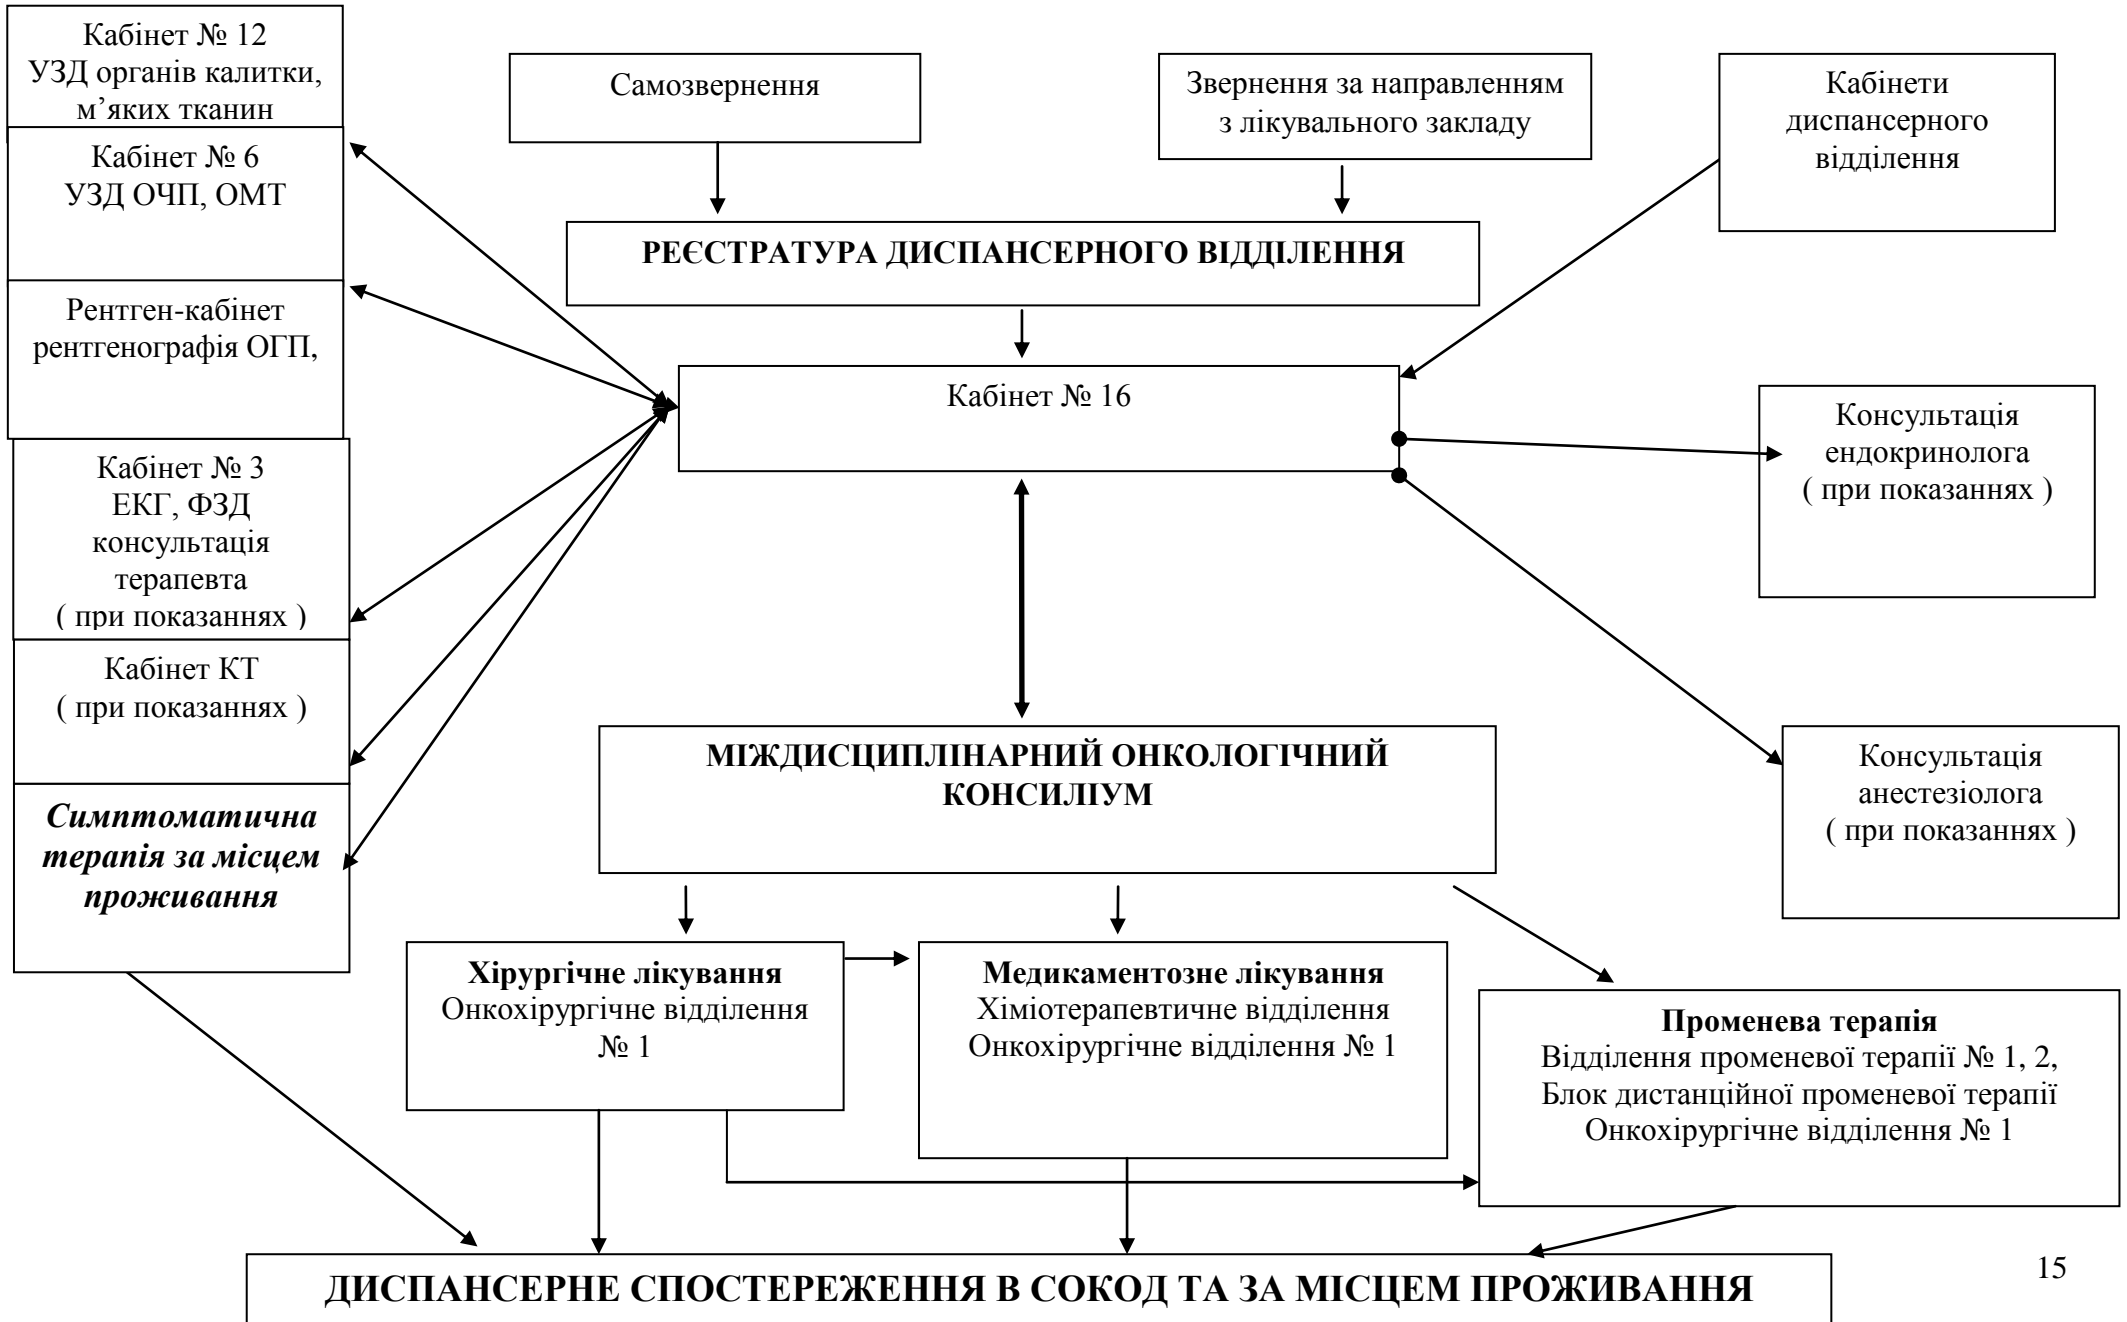 Кабінет № 12
УЗД органів калитки,
м’яких тканин
Кабінет № 6
УЗД ОЧП, ОМТ
Рентген-кабінет
рентгенографія ОГП,
Кабінет № 3
ЕКГ, ФЗД
консультація
терапевта
( при показаннях )
Кабінет КТ
( при показаннях )
Симптоматична
терапія за місцем
проживання
Самозвернення
Звернення за направленням
з лікувального закладу
Кабінети
диспансерного
відділення
РЕЄСТРАТУРА ДИСПАНСЕРНОГО ВІДДІЛЕННЯ
Кабінет № 16
Консультація
ендокринолога
( при показаннях )
МІЖДИСЦИПЛІНАРНИЙ ОНКОЛОГІЧНИЙ
КОНСИЛІУМ
Консультація
анестезіолога
( при показаннях )
Хірургічне лікування
Онкохірургічне відділення
№ 1
Медикаментозне лікування
Хіміотерапевтичне відділення
Онкохірургічне відділення № 1
Променева терапія
Відділення променевої терапії № 1, 2,
Блок дистанційної променевої терапії
Онкохірургічне відділення № 1
ДИСПАНСЕРНЕ СПОСТЕРЕЖЕННЯ В СОКОД ТА ЗА МІСЦЕМ ПРОЖИВАННЯ
15